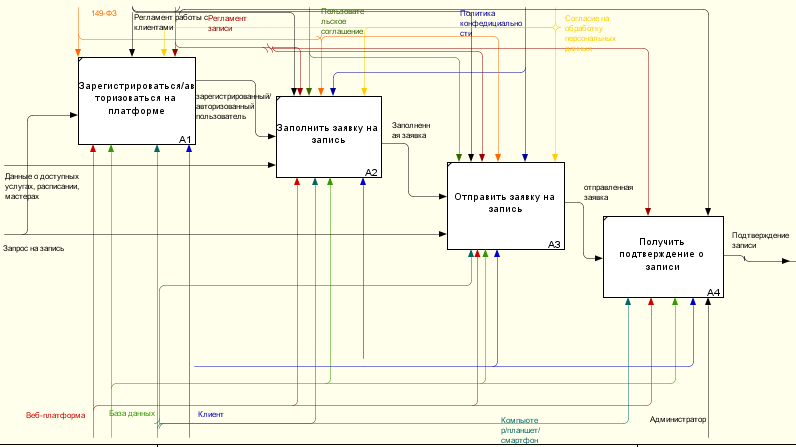 149-ФЗ
Регламент работы с
клиентами
Регламент
записи
Пользовате
льское
соглашение
Политика
конфедициально
сти
Согласие на
обработку
персональных
данных
Зарегистрироваться/ав
торизоваться на
платформе
A1
зарегистрированный/
авторизованный
пользователь
Заполнить заявку на
запись
A2
Заполненн
ая заявка
Отправить заявку на
запись
A3
отправленная
заявка
Получить
подтверждение о
записи
A4
Подтверждение
записи
Данные о доступных
услугах, расписании,
мастерах
Запрос на запись
Веб-платформа
База данных
Клиент
Компьюте
р/планшет/
смартфон
Администратор